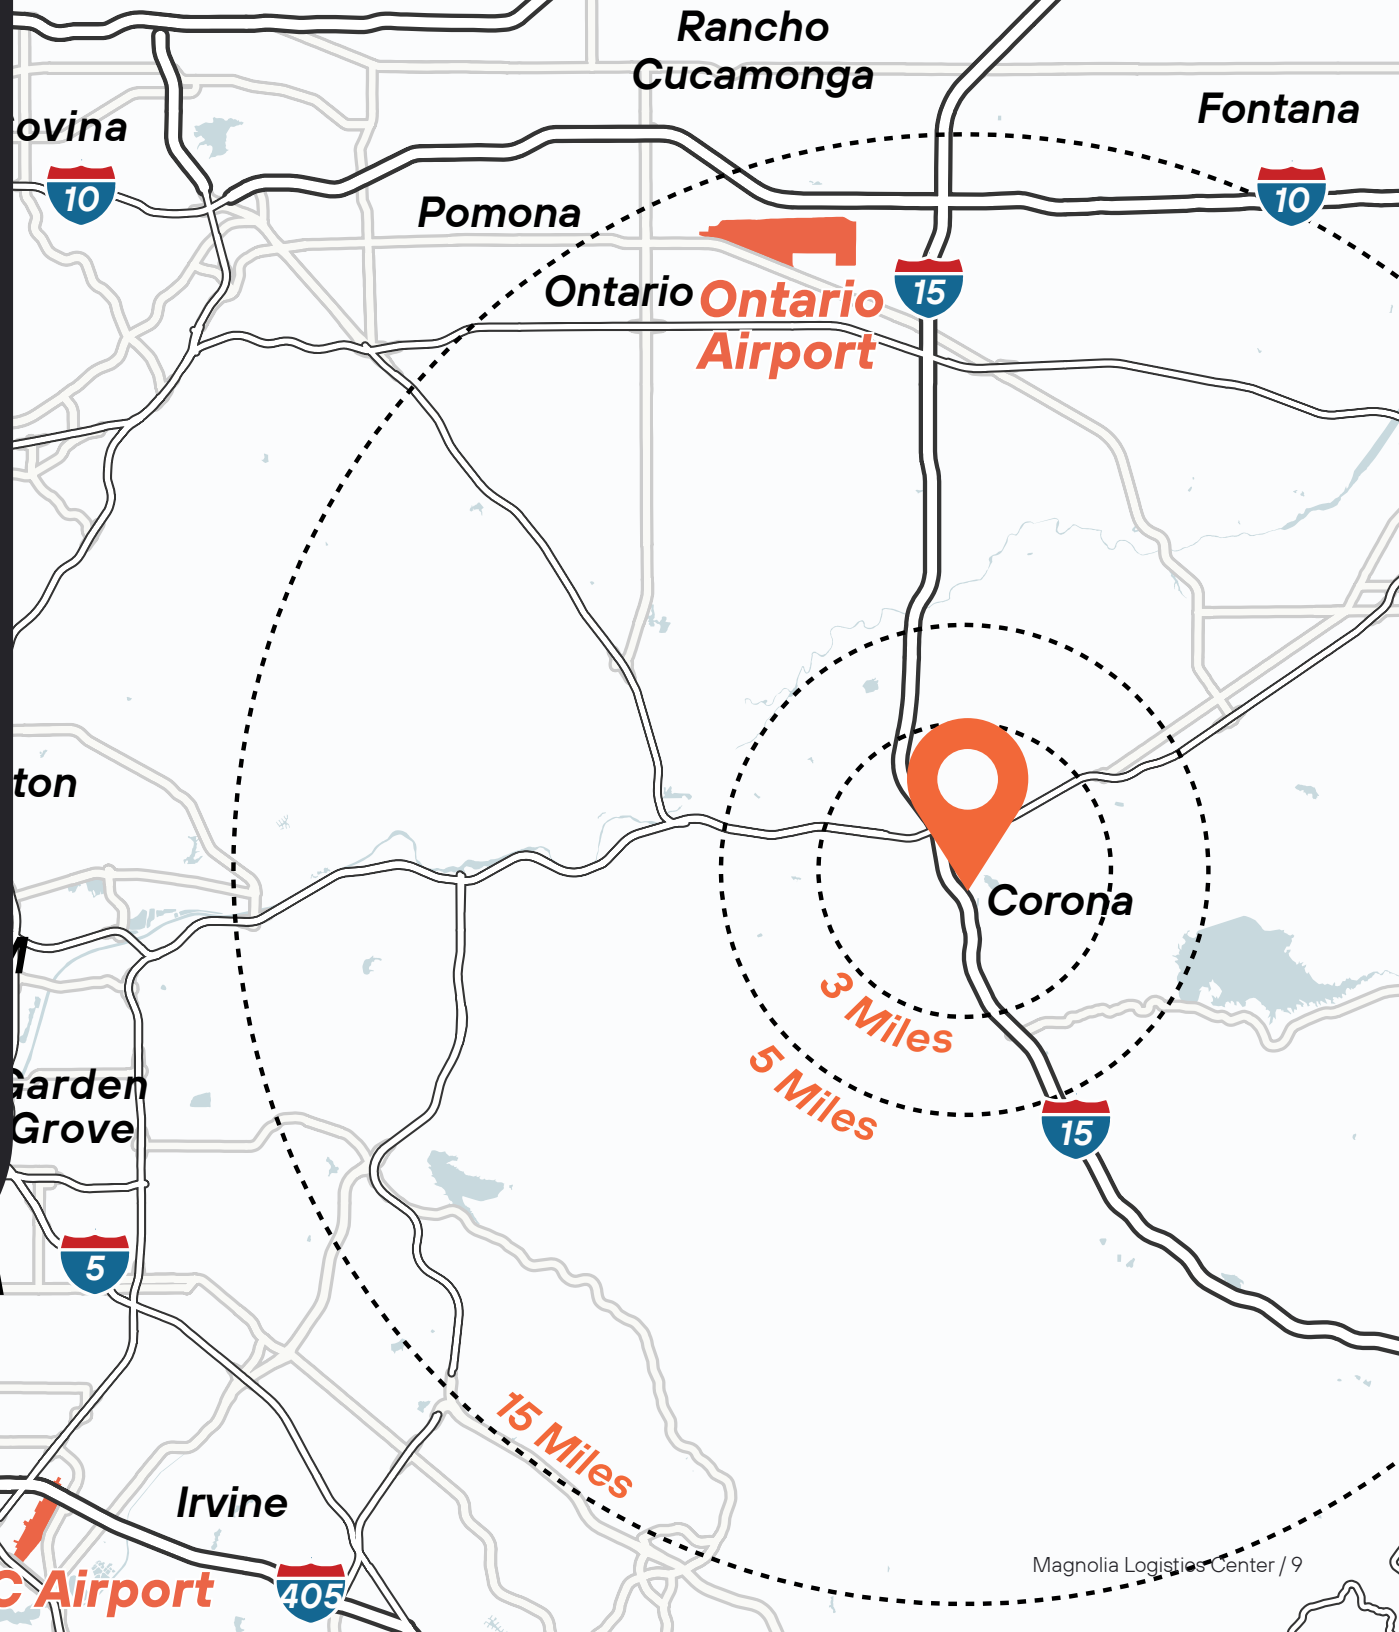 Rancho
Cucamonga
Fontana
ovina
10
10
Pomona
Ontario
Ontario
Airport
15
ton
Corona
3 Miles
5 Miles
Garden
Grove
15
5
15 Miles
Irvine
Magnolia Logistics Center / 9
C Airport
405